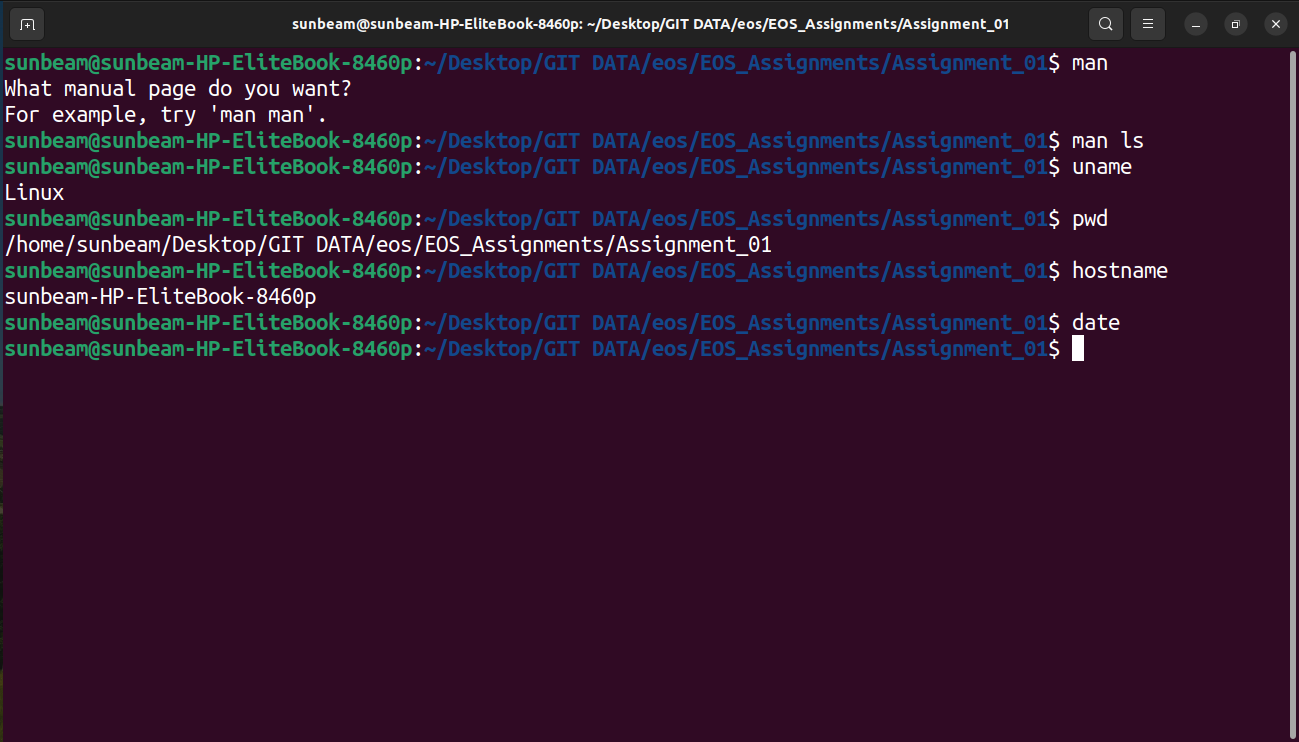 sunbeam@sunbeam-HP-EliteBook-8460p: ~/Desktop/GIT DATA/eos/EOS_Assignments/Assignment_01
sunbeam@sunbeam-HP-EliteBook-8460p:~/Desktop/GIT DATA/eos/EOS_Assignments/Assignment_01$ man
What manual page do you want?
For example, try 'man man'.
sunbeam@sunbeam-HP-EliteBook-8460p:~/Desktop/GIT DATA/eos/EOS_Assignments/Assignment_01$ man ls
sunbeam@sunbeam-HP-EliteBook-8460p:~/Desktop/GIT DATA/eos/EOS_Assignments/Assignment_01$ uname
Linux
sunbeam@sunbeam-HP-EliteBook-8460p:~/Desktop/GIT DATA/eos/EOS_Assignments/Assignment_01$ pwd
/home/sunbeam/Desktop/GIT DATA/eos/EOS_Assignments/Assignment_01
sunbeam@sunbeam-HP-EliteBook-8460p:~/Desktop/GIT DATA/eos/EOS_Assignments/Assignment_01$ hostname
sunbeam-HP-EliteBook-8460p
sunbeam@sunbeam-HP-EliteBook-8460p:~/Desktop/GIT DATA/eos/EOS_Assignments/Assignment_01$ date
sunbeam@sunbeam-HP-EliteBook-8460p:~/Desktop/GIT DATA/eos/EOS_Assignments/Assignment_01$